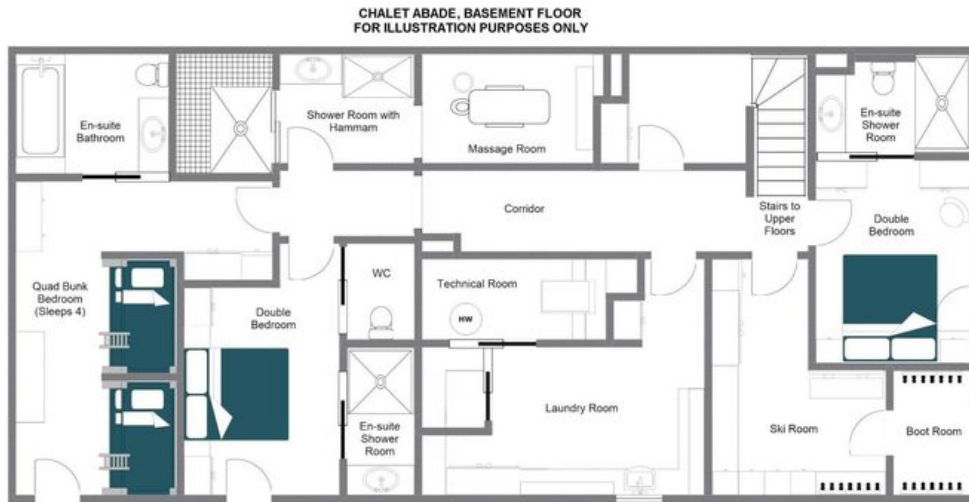 CHALET ABADE, BASEMENT FLOOR
FOR ILLUSTRATION PURPOSES ONLY
En-suite
Bathroom
Shower Room with
Hammam
Massage Room
En-suite
Shower
Room
Corridor
Stairs to
Upper
Floors
Double
Bedroom
Quad Bunk
Bedroom
(Sleeps 4)
Double
Bedroom
WC
Technical Room
HW
En-suite
Shower
Room
Laundry Room
Ski Room
Boot Room